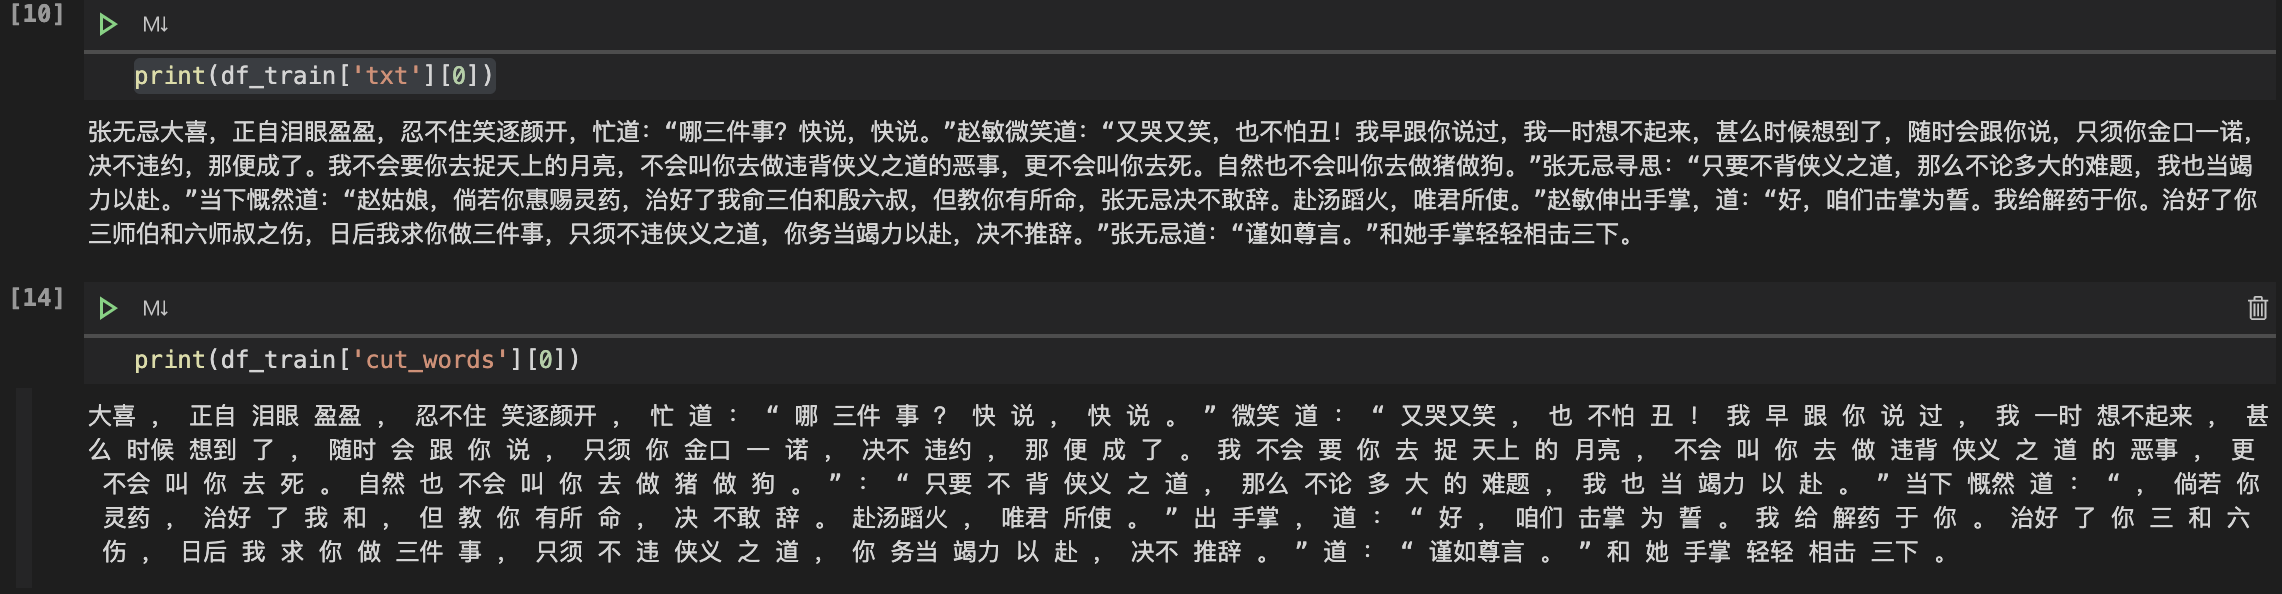 [10]
M↓
print(df_train['txt'][0])
张无忌大喜，正自泪眼盈盈，忍不住笑逐颜开，忙道：“哪三件事？快说，快说。”赵敏微笑道：“又哭又笑，也不怕丑！我早跟你说过，我一时想不起来，甚么时候想到了，随时会跟你说，只须你金口一诺，
决不违约，那便成了。我不会要你去捉天上的月亮，不会叫你去做违背侠义之道的恶事，更不会叫你去死。自然也不会叫你去做猪做狗。”张无忌寻思：“只要不背侠义之道，那么不论多大的难题，我也当竭
力以赴。”当下慨然道：“赵姑娘，倘若你惠赐灵药，治好了我俞三伯和殷六叔，但教你有所命，张无忌决不敢辞。赴汤蹈火，唯君所使。”赵敏伸出手掌，道：“好，咱们击掌为誓。我给解药于你。治好了你
三师伯和六师叔之伤，日后我求你做三件事，只须不违侠义之道，你务当竭力以赴，决不推辞。”张无忌道：“谨如尊言。”和她手掌轻轻相击三下。
[14]
M↓
print(df_train['cut_words'][0])
大喜 ， 正自 泪眼 盈盈 ， 忍不住 笑逐颜开 ， 忙 道 ： “ 哪 三件 事 ？ 快 说 ， 快 说 。 ” 微笑 道 ： “ 又哭又笑 ， 也 不怕 丑 ！ 我 早 跟 你 说 过 ， 我 一时 想不起来 ， 甚
么 时候 想到 了 ， 随时 会 跟 你 说 ， 只须 你 金口 一 诺 ， 决不 违约 ， 那 便 成 了 。 我 不会 要 你 去 捉 天上 的 月亮 ， 不会 叫 你 去 做 违背 侠义 之 道 的 恶事 ， 更
不会 叫 你 去 死 。 自然 也 不会 叫 你 去 做 猪 做 狗 。 ” ： “ 只要 不 背 侠义 之 道 ， 那么 不论 多 大 的 难题 ， 我 也 当 竭力 以 赴 。 ” 当下 慨然 道 ： “ ， 倘若 你
灵药 ， 治好 了 我 和 ， 但 教 你 有所 命 ， 决 不敢 辞 。 赴汤蹈火 ， 唯君 所使 。 ” 出 手掌 ， 道 ： “ 好 ， 咱们 击掌 为 誓 。 我 给 解药 于 你 。 治好 了 你 三 和 六
伤 ， 日后 我 求 你 做 三件 事 ， 只须 不 违 侠义 之 道 ， 你 务当 竭力 以 赴 ， 决不 推辞 。 ” 道 ： “ 谨如尊言 。 ” 和 她 手掌 轻轻 相击 三下 。